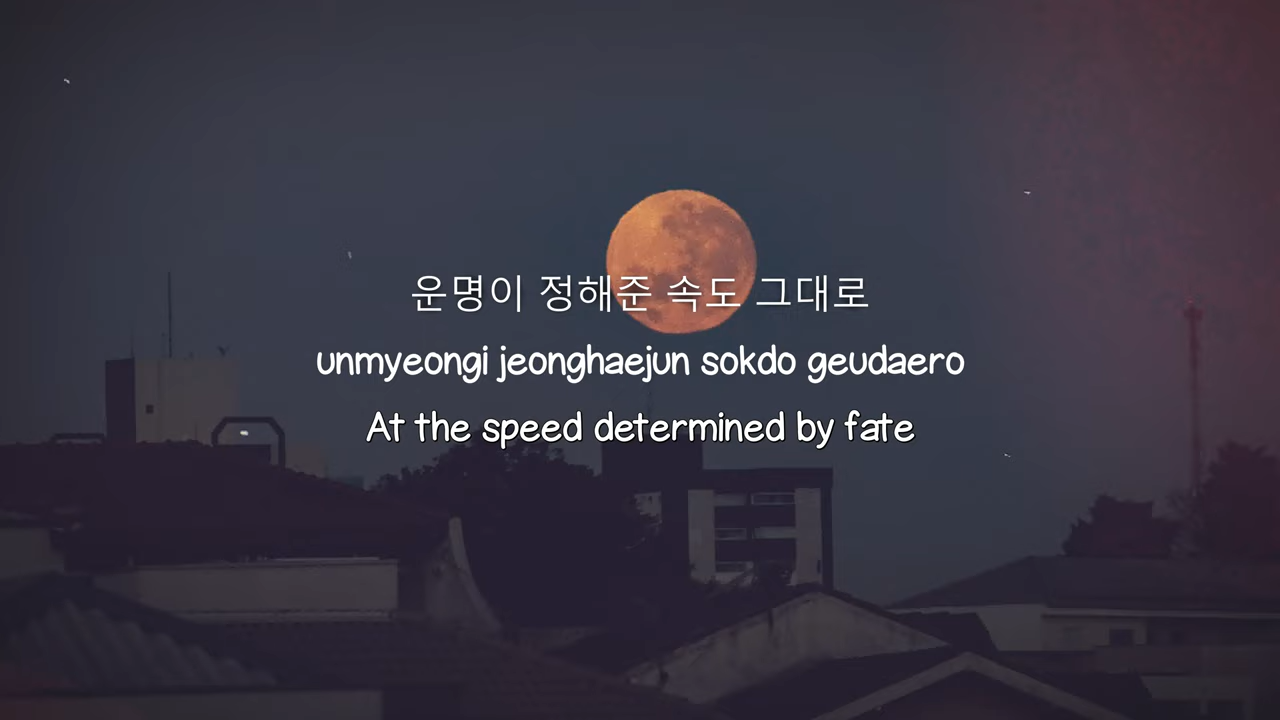 운명이 정해준 속도 그대로
unmyeongi jeonghaejun sokdo geudaero
At the speed determined by fate